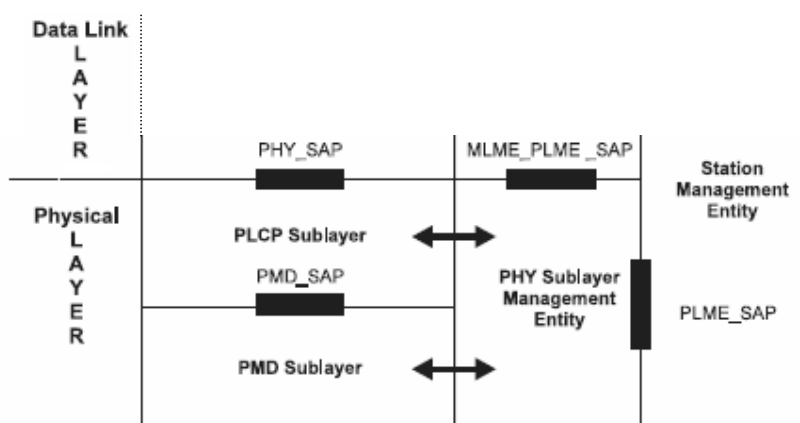 Data Link
L
A
Y
E
R
PHY_SAP
MLME_PLME _SAP
Station
Management
Entity
Physical
L
A
Y
E
R
PLCP Sublayer
PMD_SAP
PHY Sublayer
Management
Entity
PLME_SAP
PMD Sublayer